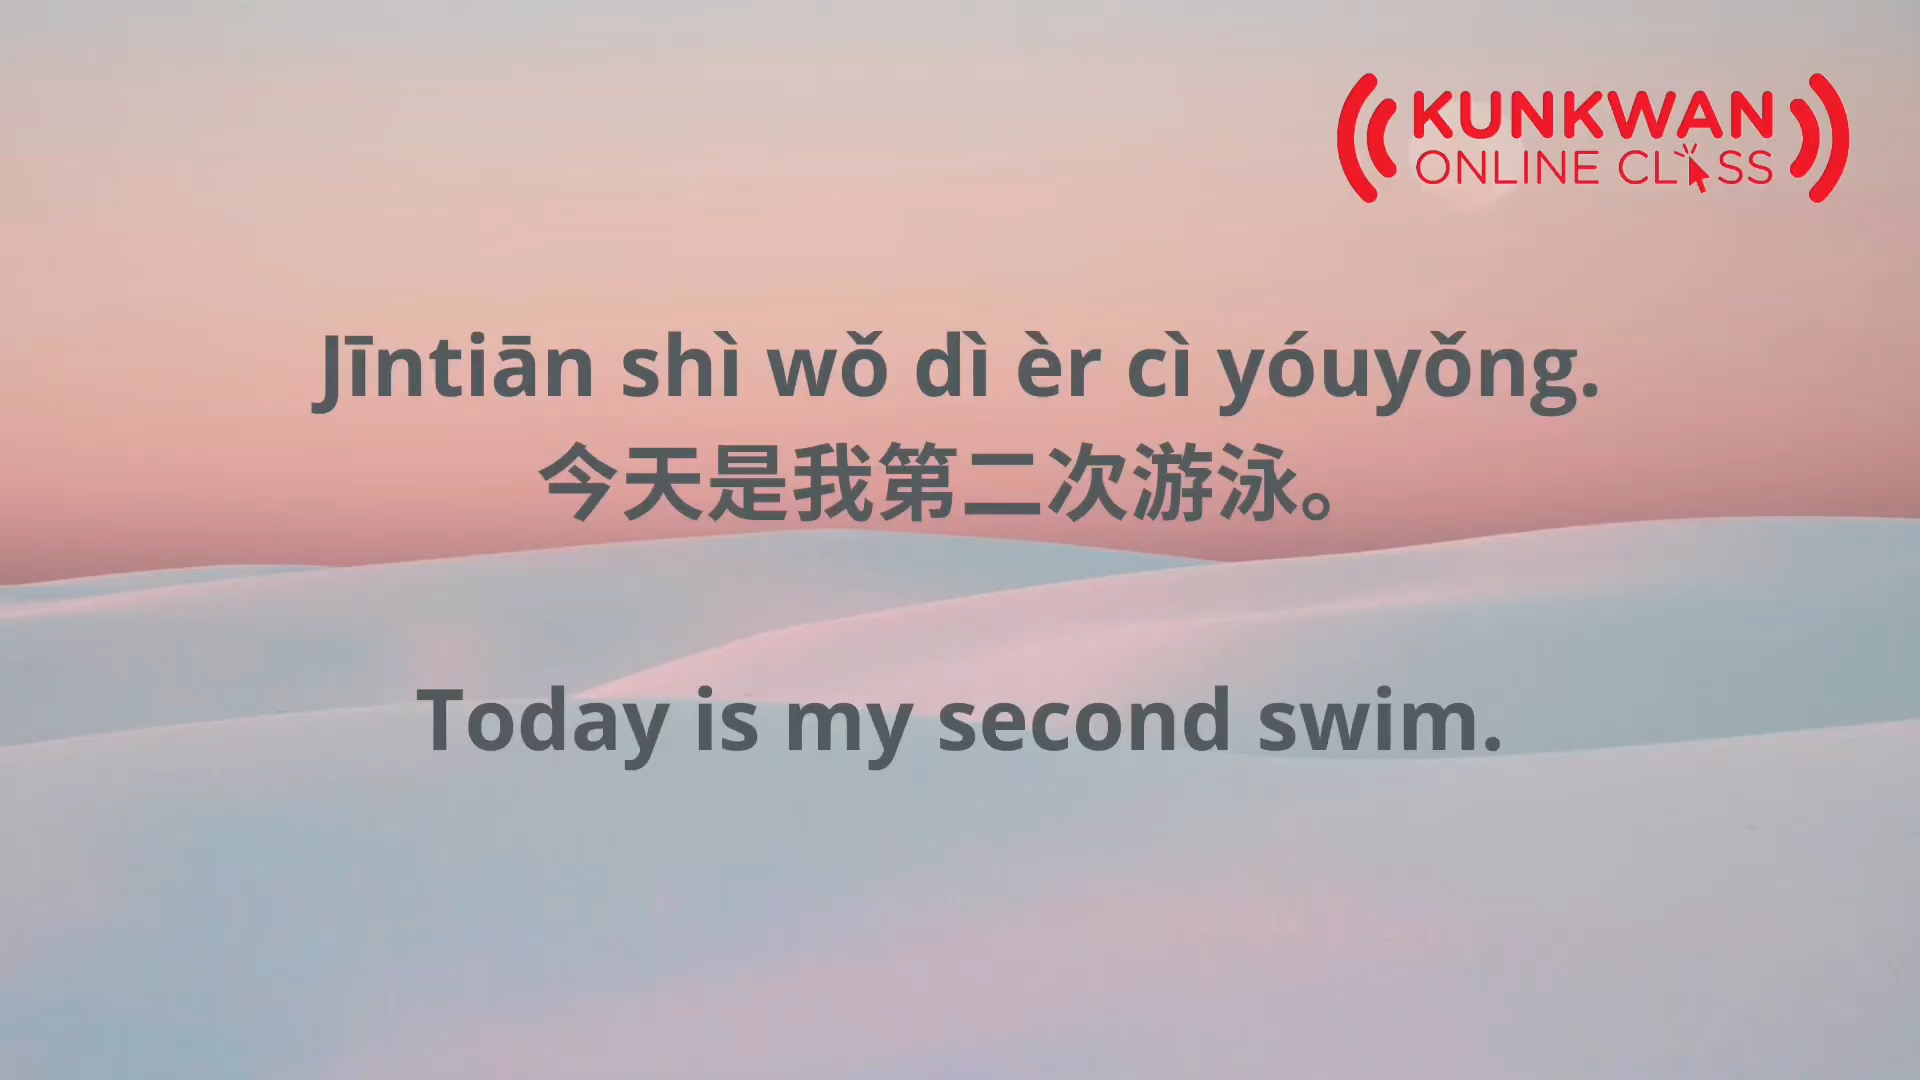 KUNKWAN
ONLINE CLASS
Jīntiān shì wǒ dì èr cì yóuyǒng.
今天是我第二次游泳。
Today is my second swim.